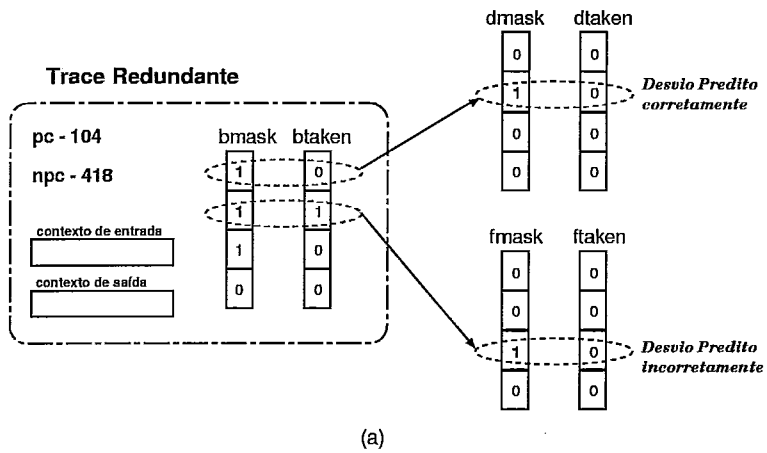 Trace Redundante
pc - 104
npc - 418
contexto de entrada
contexto de saída
bmask btaken
1 0
1 1
1 0
0 0
dmask dtaken
0 0
1 0
0 0
0 0
Desvio Predito
corretamente
fmask ftaken
0 0
0 0
1 0
0 0
Desvio Predito
incorretamente
(a)